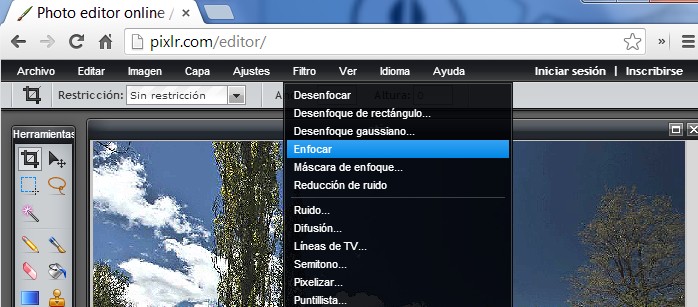 Photo editor online /
pixlr.com/editor/
Archivo Editar Imagen Capa Ajustes Filtro Ver Idioma Ayuda Iniciar sesión | Inscribirse
Restricción: Sin restricción
Desenfocar
Desenfoque de rectángulo...
Desenfoque gaussiano...
Herramientas
Enfocar
Máscara de enfoque...
Reducción de ruido
Ruido...
Difusión...
Líneas de TV...
Semitono...
Pixelizar...
Puntillista...